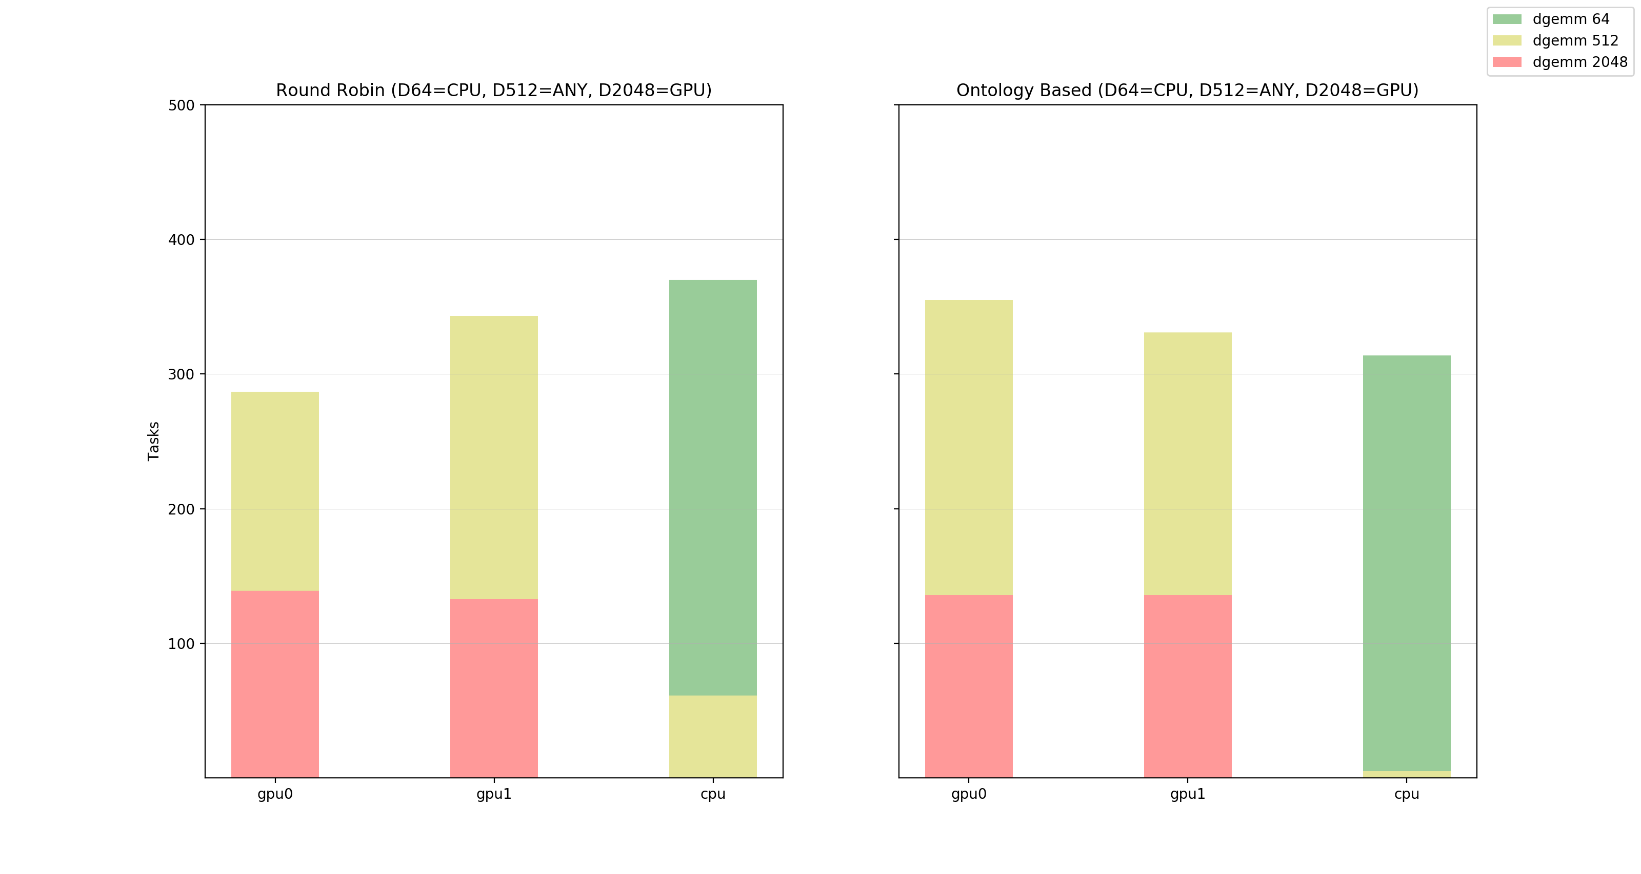 dgemm 64
dgemm 512
dgemm 2048
Round Robin (D64=CPU, D512=ANY, D2048=GPU)
Ontology Based (D64=CPU, D512=ANY, D2048=GPU)
500
400
300
200
100
Tasks
gpu0
gpu1
cpu
gpu0
gpu1
cpu